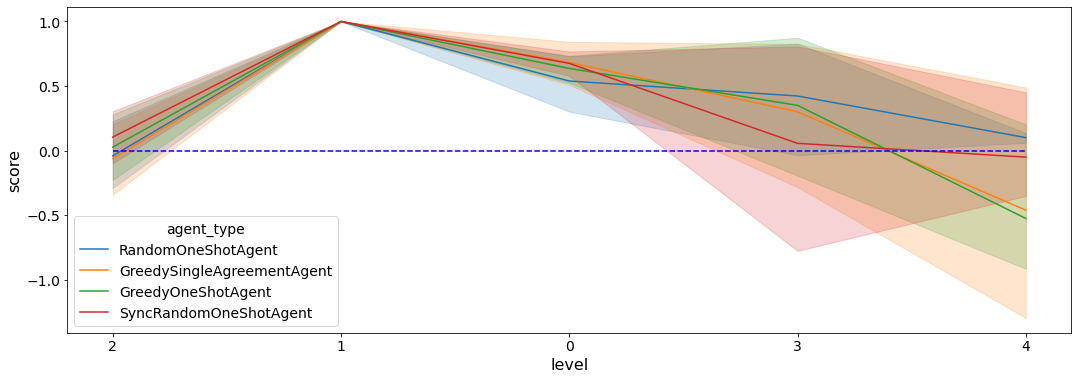 1.0
0.5
0.0
−0.5
−1.0
score
agent_type
RandomOneShotAgent
GreedySingleAgreementAgent
GreedyOneShotAgent
SyncRandomOneShotAgent
2 1 0 3 4
level